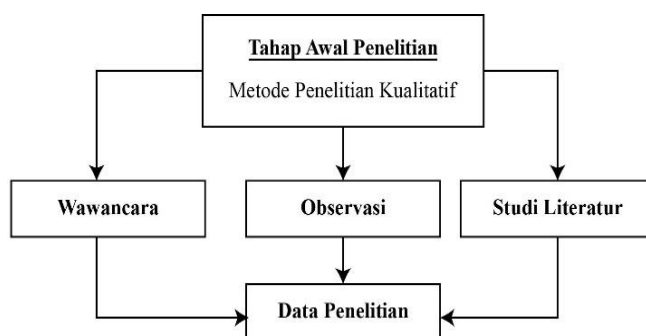 Tahap Awal Penelitian
Metode Penelitian Kualitatif
Wawancara
Observasi
Studi Literatur
Data Penelitian